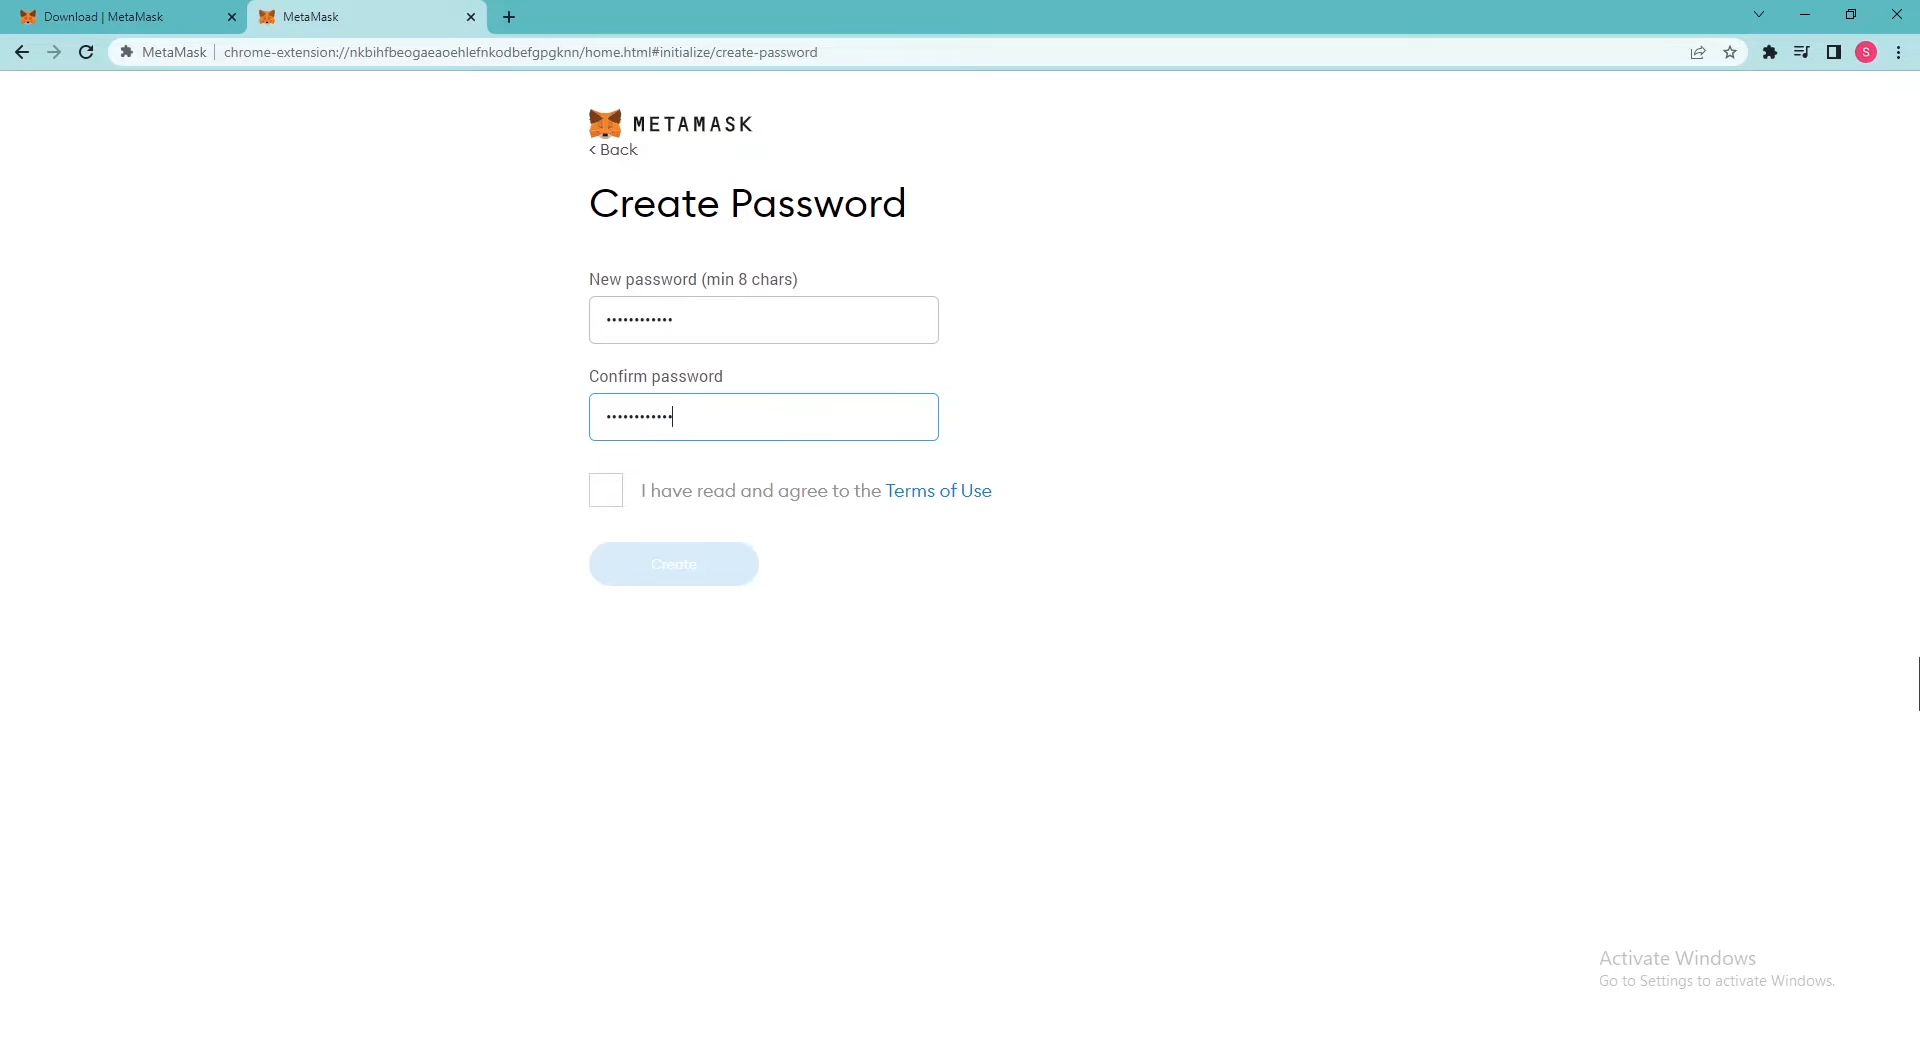 Download | MetaMask
MetaMask
MetaMask | chrome-extension://nkbihfbeogaeaoehlefnkodbefgpgknn/home.html#initialize/create-password
S
METAMASK
< Back
Create Password
New password (min 8 chars)
••••••••••••
Confirm password
••••••••••••
I have read and agree to the Terms of Use
Create
Activate Windows
Go to Settings to activate Windows.